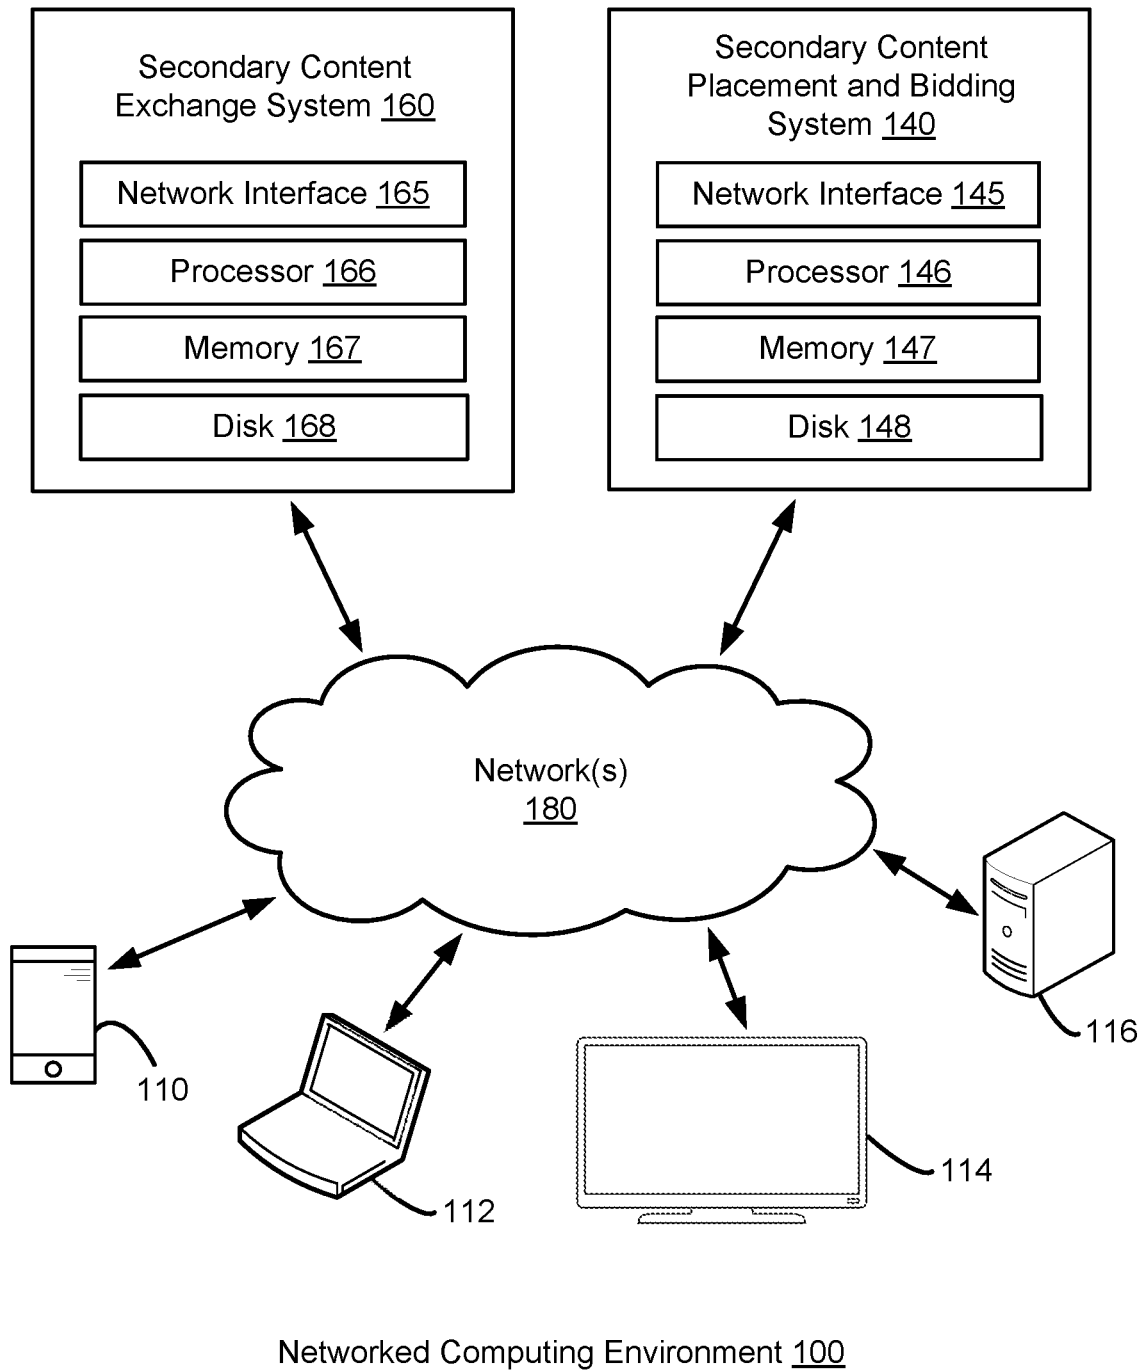 Secondary Content
Exchange System 160
Network Interface 165
Processor 166
Memory 167
Disk 168
Secondary Content
Placement and Bidding
System 140
Network Interface 145
Processor 146
Memory 147
Disk 148
Network(s)
180
116
110
114
112
Networked Computing Environment 100